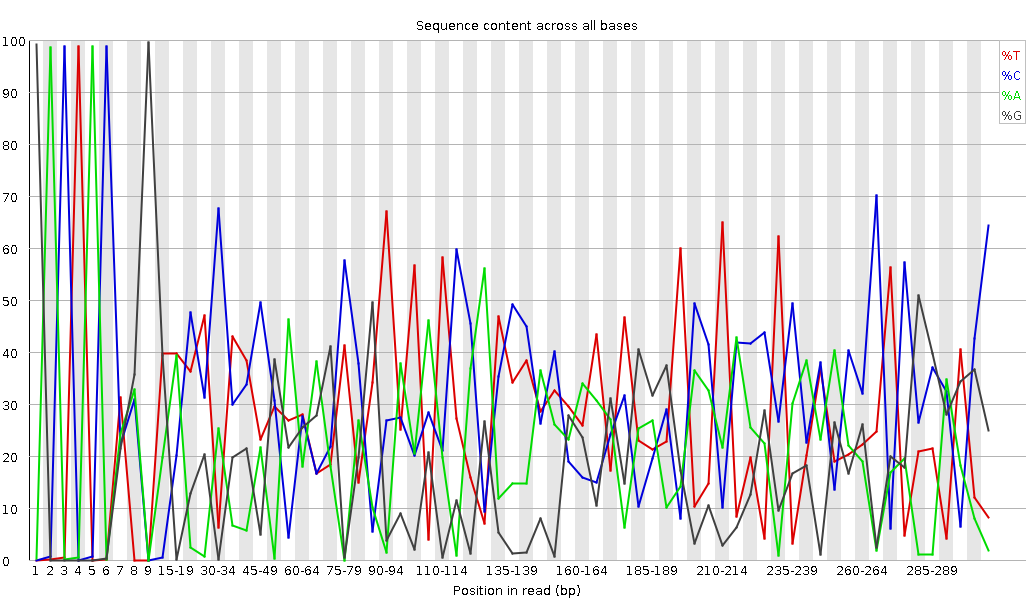 Sequence content across all bases
100
90
80
70
60
50
40
30
20
10
0
%T
%C
%A
%G
1 2 3 4 5 6 7 8 9 15-19 30-34 45-49 60-64 75-79 90-94 110-114 135-139 160-164 185-189 210-214 235-239 260-264 285-289
Position in read (bp)